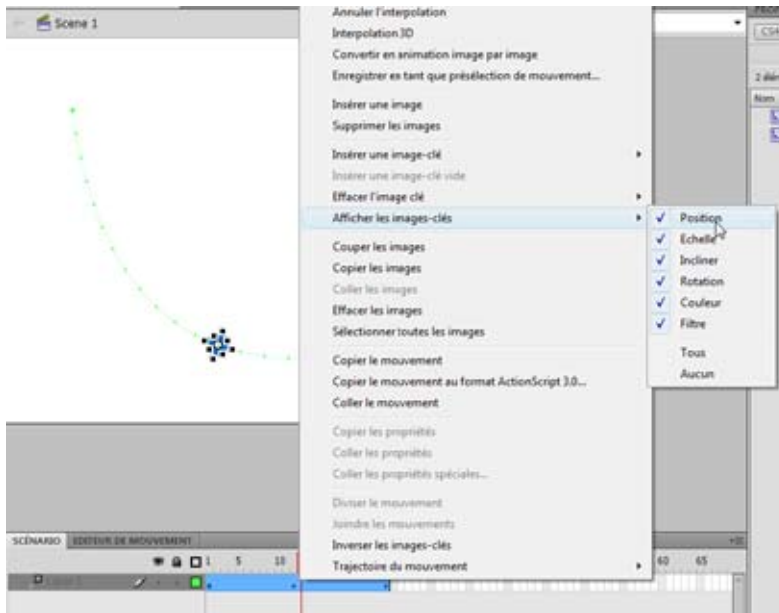 Scene 1
Annuler l'interpolation
Interpolation 3D
Convertir en animation image par image
Enregistrer en tant que présélection de mouvement...
Insérer une image
Supprimer les images
Insérer une image-clé
Insérer une image-clé vide
Effacer l'image clé
Afficher les images-clés
Couper les images
Copier les images
Coller les images
Effacer les images
Sélectionner toutes les images
Copier le mouvement
Copier le mouvement au format ActionScript 3.0...
Coller le mouvement
Copier les propriétés
Coller les propriétés
Coller les propriétés spéciales...
Diviser le mouvement
Joindre les mouvements
Inverser les images-clés
Trajectoire du mouvement
Position
Echelle
Incliner
Rotation
Couleur
Filtre
Tous
Aucun
CS4
Nom
SCÉNARIO
EDITEUR DE MOUVEMENT
1 5 10 60 65